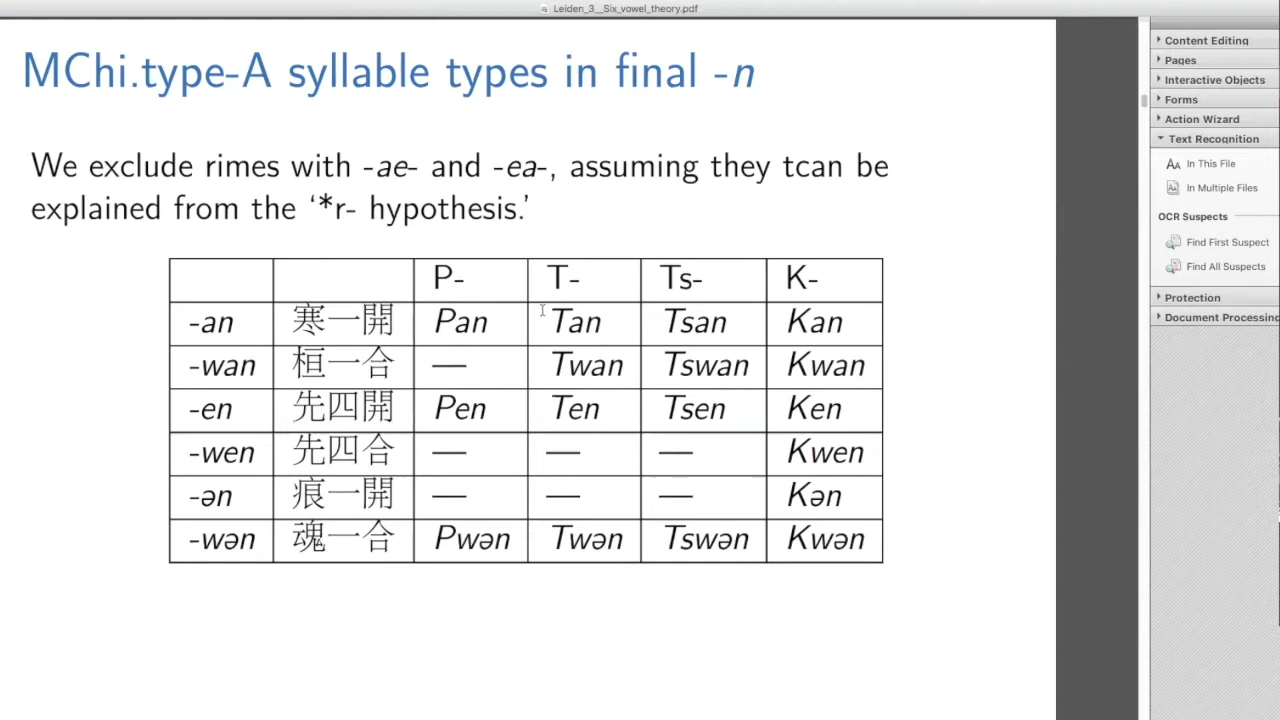 Leiden_3__Six_vowel_theory.pdf
MChi.type-A syllable types in final -n
We exclude rimes with -ae- and -ea-, assuming they tcan be
explained from the ‘*r- hypothesis.’
P- T- Ts- K-
-an 寒一開 Pan Tan Tsan Kan
-wan 桓一合 — Twan Tswan Kwan
-en 先四開 Pen Ten Tsen Ken
-wen 先四合 — — — Kwen
-ən 痕一開 — — — Kən
-wən 魂一合 Pwən Twən Tswən Kwən
Content Editing
Pages
Interactive Objects
Forms
Action Wizard
Text Recognition
In This File
In Multiple Files
OCR Suspects
Find First Suspect
Find All Suspects
Protection
Document Processing